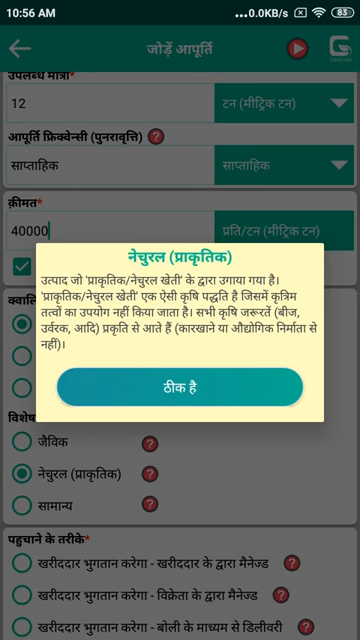 10:56 AM
...0.0KB/s
83
जोड़ें आपूर्ति
GeeCom
उपलब्ध मात्रा*
12
टन (मीट्रिक टन)
आपूर्ति फ्रिक्वेन्सी (पुनरावृत्ति)
?
साप्ताहिक
साप्ताहिक
क़ीमत*
40000
प्रति/टन (मीट्रिक टन)
नेचुरल (प्राकृतिक)
उत्पाद जो 'प्राकृतिक/नेचुरल खेती' के द्वारा उगाया गया है।
'प्राकृतिक/नेचुरल खेती' एक ऐसी कृषि पद्धति है जिसमें कृत्रिम
तत्वों का उपयोग नहीं किया जाता है। सभी कृषि जरूरतें (बीज,
उर्वरक, आदि) प्रकृति से आते हैं (कारखाने या औद्योगिक निर्माता से
नहीं)।
ठीक है
क्वालि
विशेष
जैविक ?
नेचुरल (प्राकृतिक) ?
सामान्य ?
पहुचाने के तरीके*
खरीददार भुगतान करेगा - खरीददार के द्वारा मैनेज्ड ?
खरीददार भुगतान करेगा - विक्रेता के द्वारा मैनेज्ड ?
खरीददार भुगतान करेगा - बोली के माध्यम से डिलीवरी ?